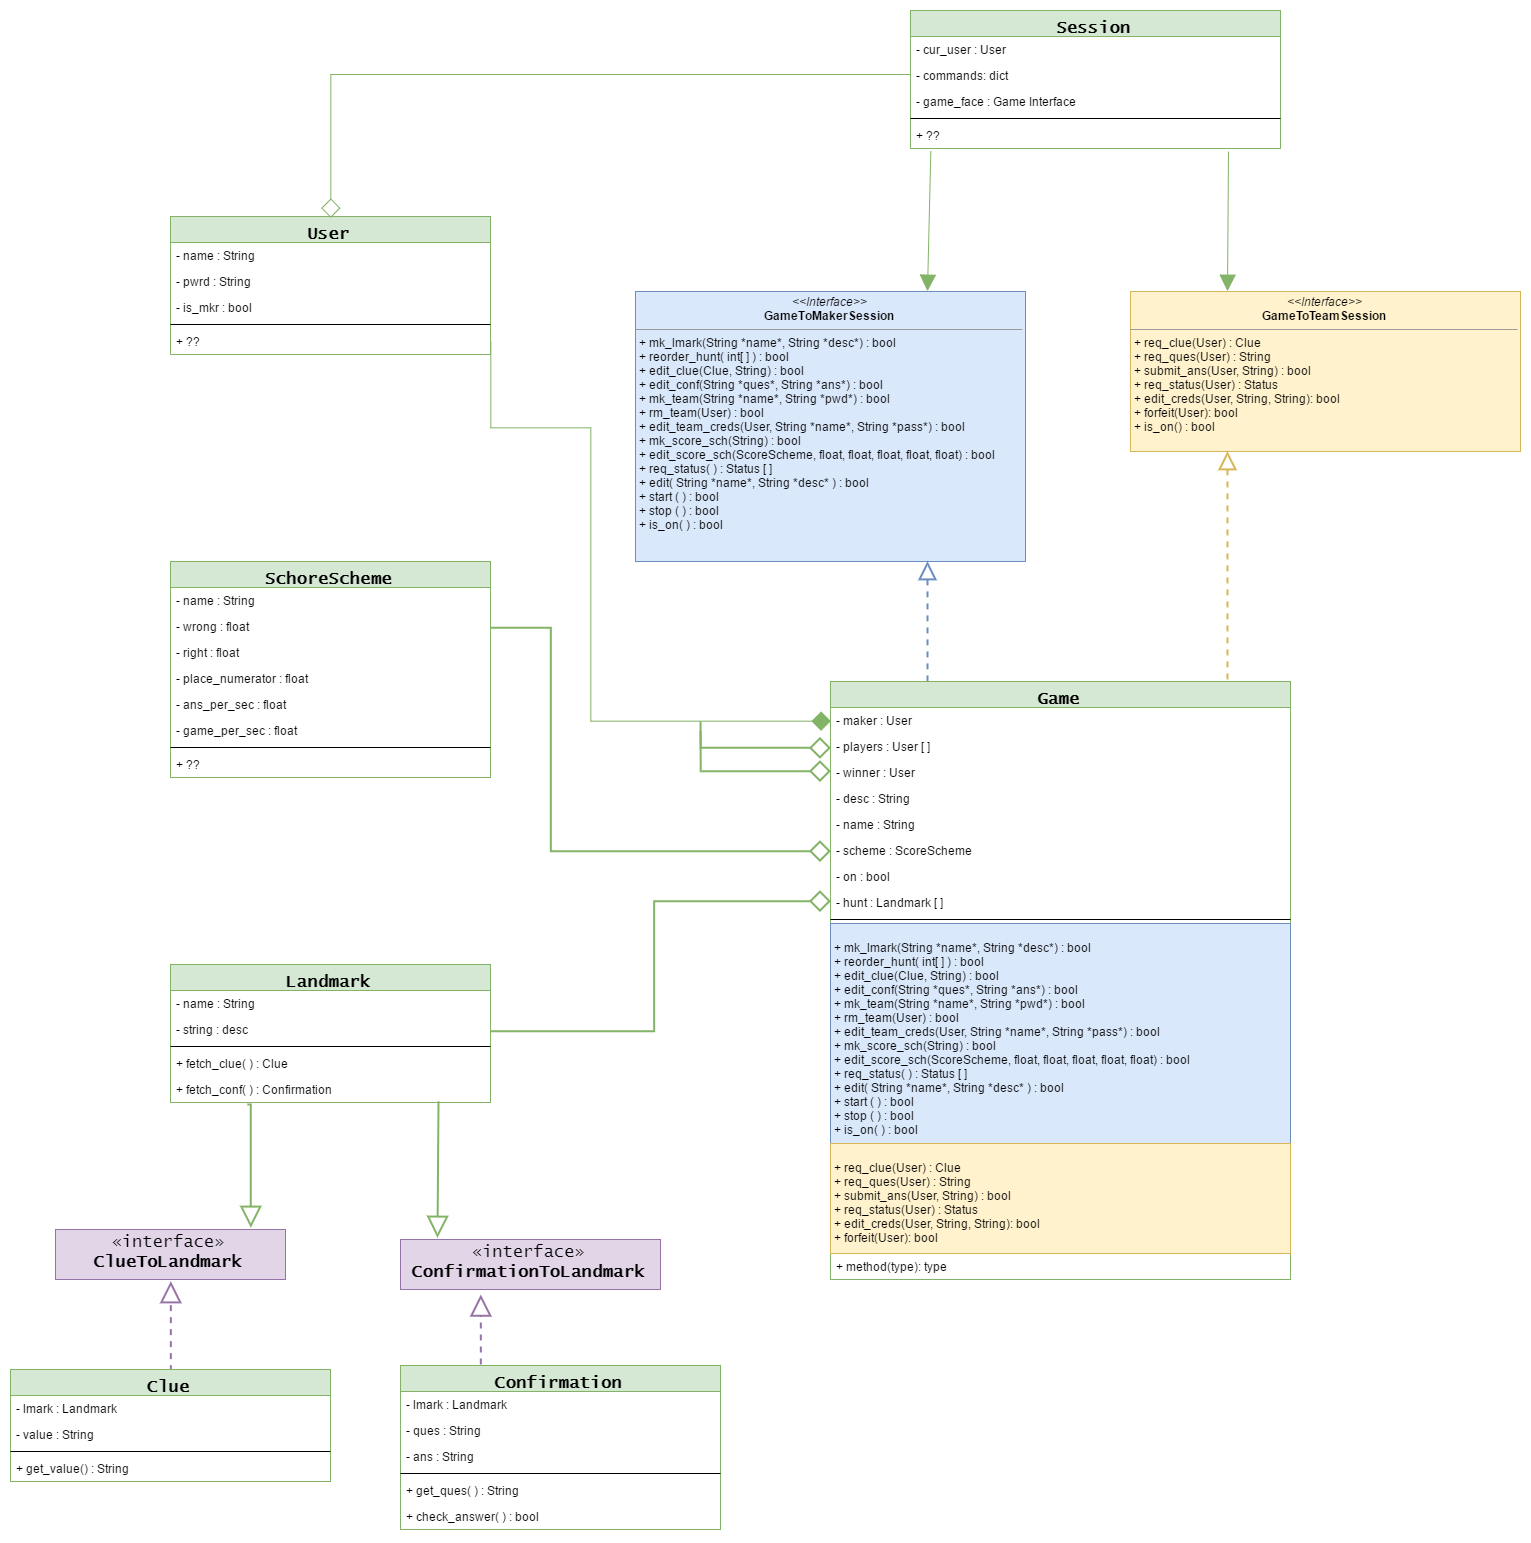 Session
- cur_user : User
- commands: dict
- game_face : Game Interface
+ ??
User
- name : String
- pwrd : String
- is_mkr : bool
+ ??
<<Interface>>
GameToMakerSession
+ mk_lmark(String *name*, String *desc*) : bool
+ reorder_hunt( int[ ] ) : bool
+ edit_clue(Clue, String) : bool
+ edit_conf(String *ques*, String *ans*) : bool
+ mk_team(String *name*, String *pwd*) : bool
+ rm_team(User) : bool
+ edit_team_creds(User, String *name*, String *pass*) : bool
+ mk_score_sch(String) : bool
+ edit_score_sch(ScoreScheme, float, float, float, float, float) : bool
+ req_status( ) : Status [ ]
+ edit( String *name*, String *desc* ) : bool
+ start ( ) : bool
+ stop ( ) : bool
+ is_on( ) : bool
<<Interface>>
GameToTeamSession
+ req_clue(User) : Clue
+ req_ques(User) : String
+ submit_ans(User, String) : bool
+ req_status(User) : Status
+ edit_creds(User, String, String): bool
+ forfeit(User): bool
+ is_on() : bool
SchoreScheme
- name : String
- wrong : float
- right : float
- place_numerator : float
- ans_per_sec : float
- game_per_sec : float
+ ??
Game
- maker : User
- players : User [ ]
- winner : User
- desc : String
- name : String
- scheme : ScoreScheme
- on : bool
- hunt : Landmark [ ]
+ mk_lmark(String *name*, String *desc*) : bool
+ reorder_hunt( int[ ] ) : bool
+ edit_clue(Clue, String) : bool
+ edit_conf(String *ques*, String *ans*) : bool
+ mk_team(String *name*, String *pwd*) : bool
+ rm_team(User) : bool
+ edit_team_creds(User, String *name*, String *pass*) : bool
+ mk_score_sch(String) : bool
+ edit_score_sch(ScoreScheme, float, float, float, float, float) : bool
+ req_status( ) : Status [ ]
+ edit( String *name*, String *desc* ) : bool
+ start ( ) : bool
+ stop ( ) : bool
+ is_on( ) : bool
+ req_clue(User) : Clue
+ req_ques(User) : String
+ submit_ans(User, String) : bool
+ req_status(User) : Status
+ edit_creds(User, String, String): bool
+ forfeit(User): bool
+ method(type): type
Landmark
- name : String
- string : desc
+ fetch_clue( ) : Clue
+ fetch_conf( ) : Confirmation
«interface»
ClueToLandmark
«interface»
ConfirmationToLandmark
Clue
- lmark : Landmark
- value : String
+ get_value() : String
Confirmation
- lmark : Landmark
- ques : String
- ans : String
+ get_ques( ) : String
+ check_answer( ) : bool